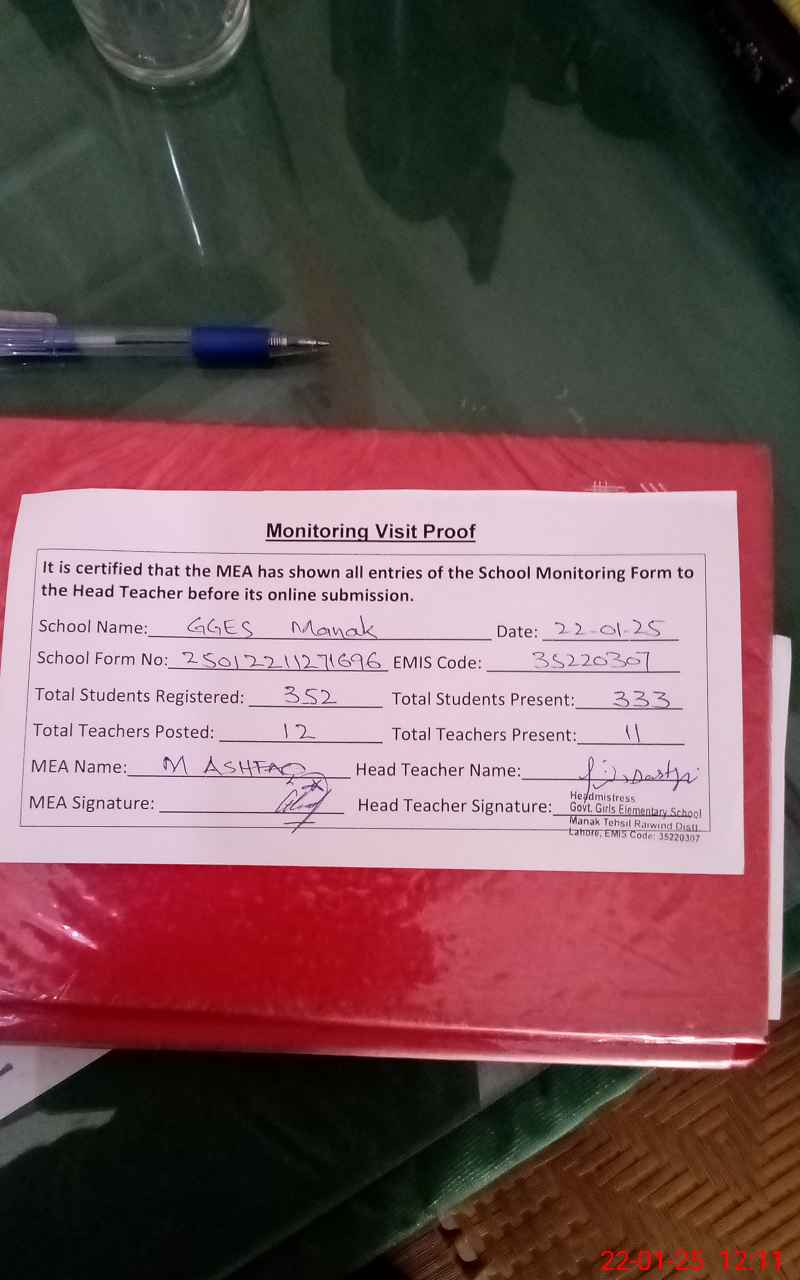 Monitoring Visit Proof
It is certified that the MEA has shown all entries of the School Monitoring Form to
the Head Teacher before its online submission.
School Name: GGES Manak Date: 22-01-25
School Form No: 25012211271696 EMIS Code: 35220307
Total Students Registered: 352 Total Students Present: 333
Total Teachers Posted: 12 Total Teachers Present: 11
MEA Name: M ASHFAQ Head Teacher Name:
MEA Signature: Head Teacher Signature:
Headmistress
Govt. Girls Elementary School
Manak Tehsil Raiwind Distt.
Lahore, EMIS Code: 35220307
22-01-25 12:11